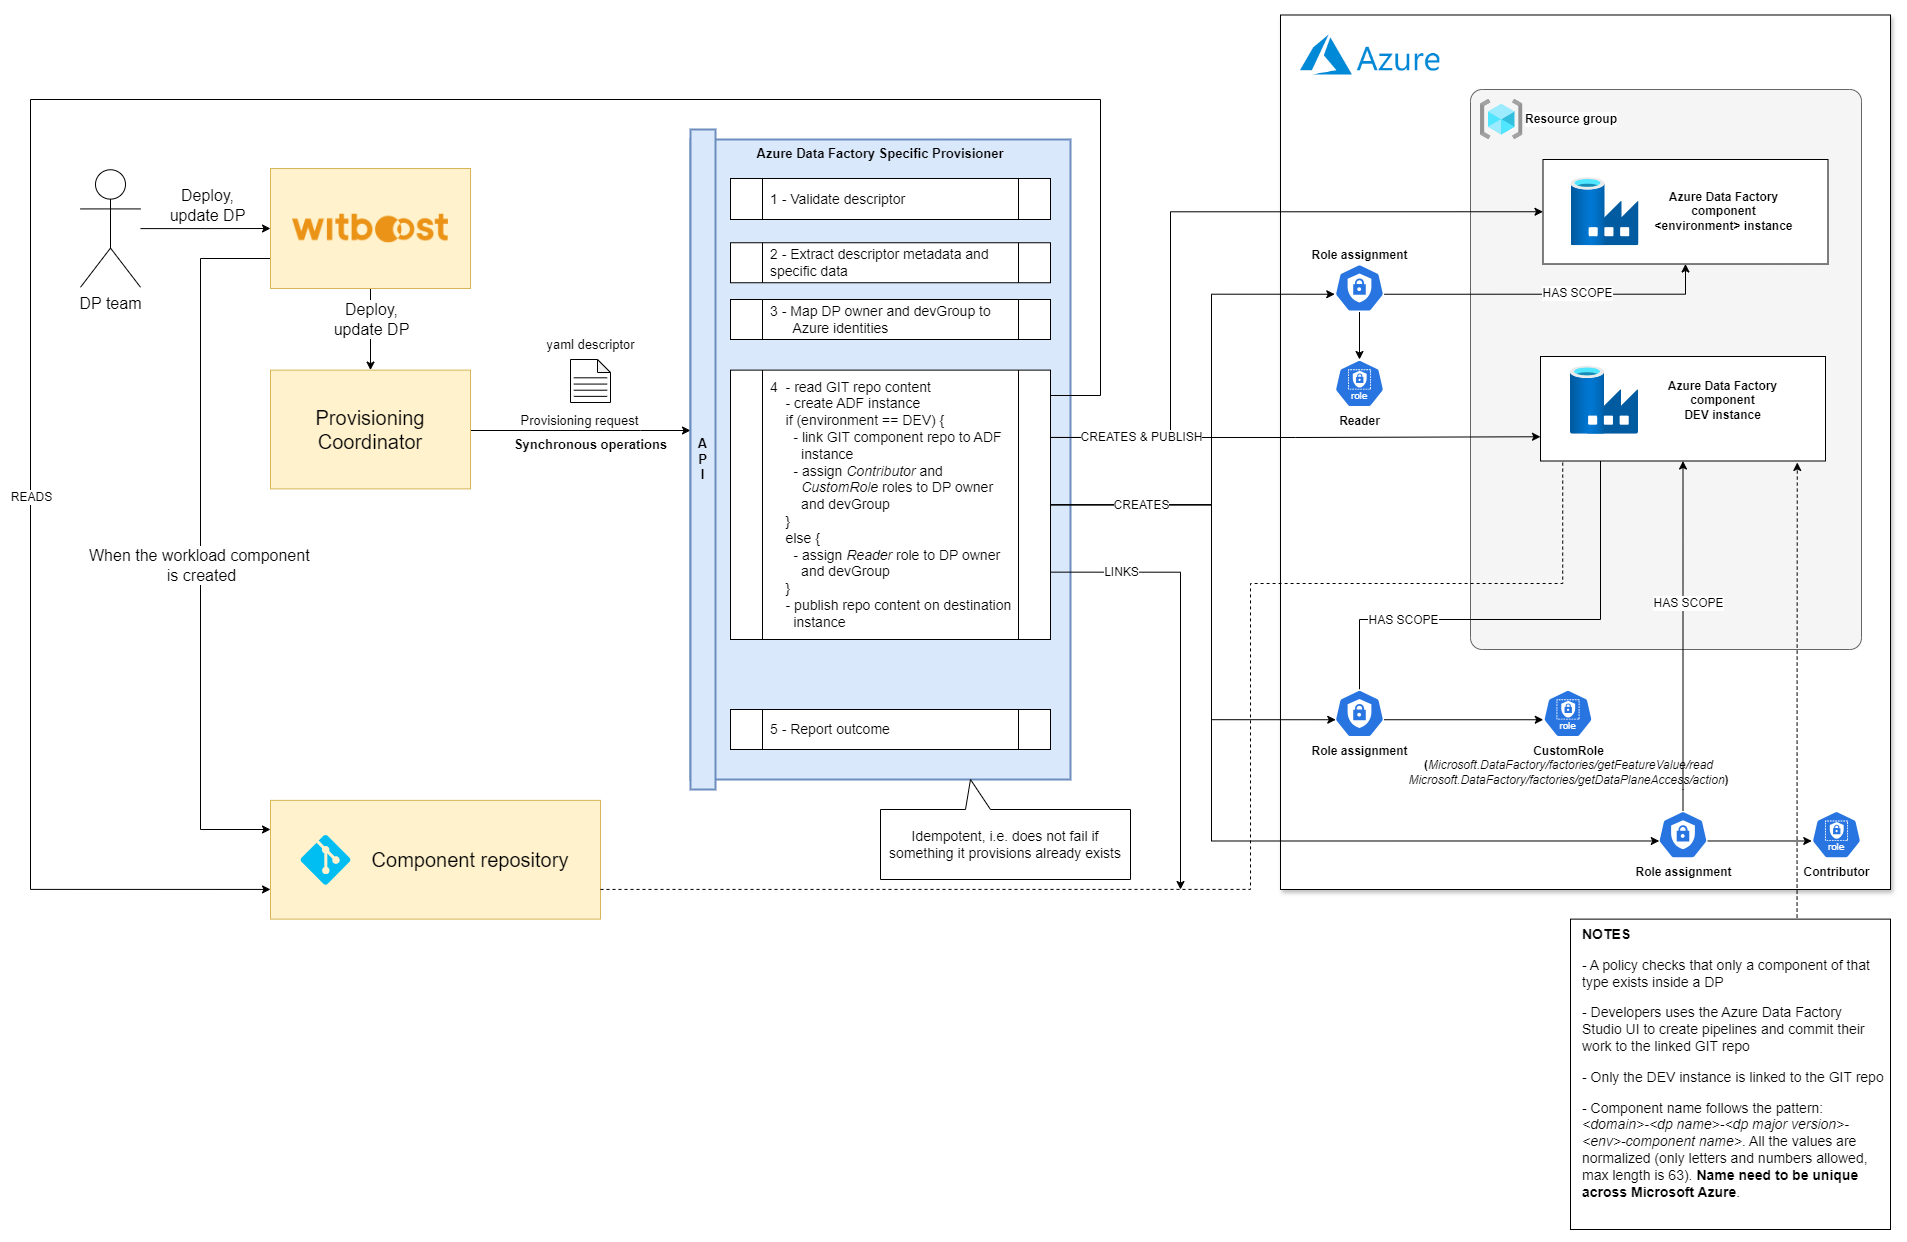 Azure
Resource group
Azure Data Factory
component
<environment> instance
Role assignment
HAS SCOPE
role
Reader
Azure Data Factory
component
DEV instance
DP team
Deploy,
update DP
witboost
Deploy,
update DP
Provisioning
Coordinator
yaml descriptor
Provisioning request
Synchronous operations
READS
When the workload component
is created
Component repository
A
P
I
Azure Data Factory Specific Provisioner
1 - Validate descriptor
2 - Extract descriptor metadata and
specific data
3 - Map DP owner and devGroup to
Azure identities
4 - read GIT repo content
- create ADF instance
if (environment == DEV) {
- link GIT component repo to ADF
instance
- assign Contributor and
CustomRole roles to DP owner
and devGroup
}
else {
- assign Reader role to DP owner
and devGroup
}
- publish repo content on destination
instance
5 - Report outcome
Idempotent, i.e. does not fail if
something it provisions already exists
CREATES & PUBLISH
CREATES
LINKS
HAS SCOPE
HAS SCOPE
Role assignment
role
CustomRole
(Microsoft.DataFactory/factories/getFeatureValue/read
Microsoft.DataFactory/factories/getDataPlaneAccess/action)
Role assignment
role
Contributor
NOTES
- A policy checks that only a component of that
type exists inside a DP
- Developers uses the Azure Data Factory
Studio UI to create pipelines and commit their
work to the linked GIT repo
- Only the DEV instance is linked to the GIT repo
- Component name follows the pattern:
<domain>-<dp name>-<dp major version>-
<env>-component name>. All the values are
normalized (only letters and numbers allowed,
max length is 63). Name need to be unique
across Microsoft Azure.